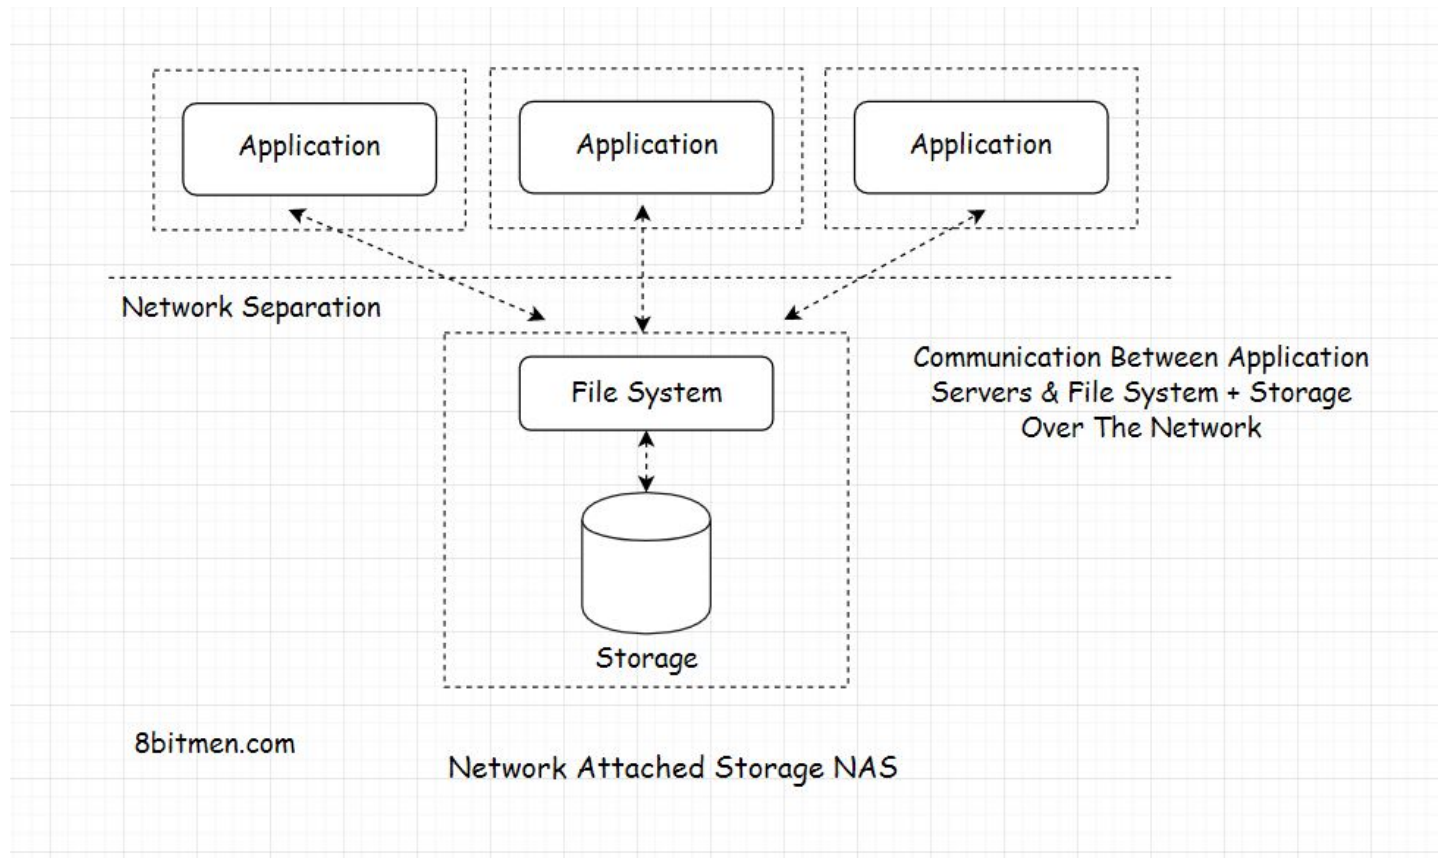 Application
Application
Application
Network Separation
Communication Between Application
Servers & File System + Storage
Over The Network
File System
Storage
8bitmen.com
Network Attached Storage NAS